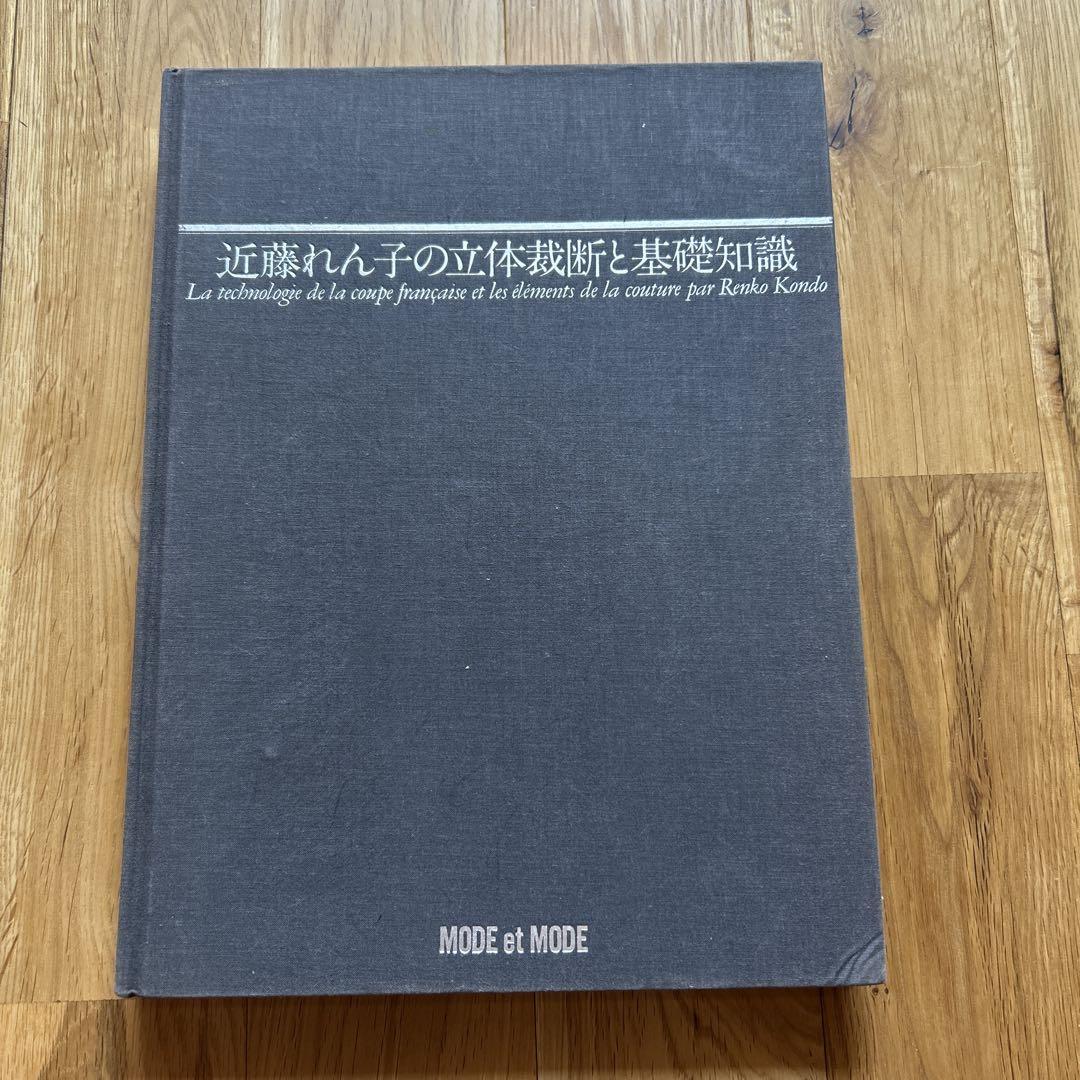 近藤れん子の立体裁断と基礎知識
La technologie de la coupe française et les éléments de la couture par Renko Kondo
MODE et MODE